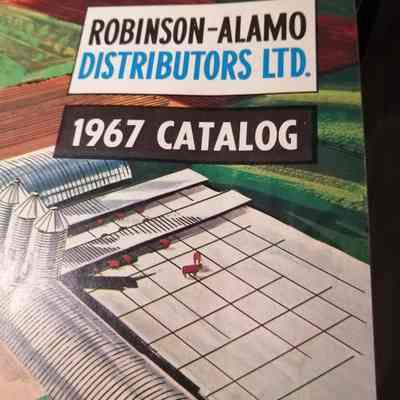 ROBINSON-ALAMO
DISTRIBUTORS LTD.
1967 CATALOG